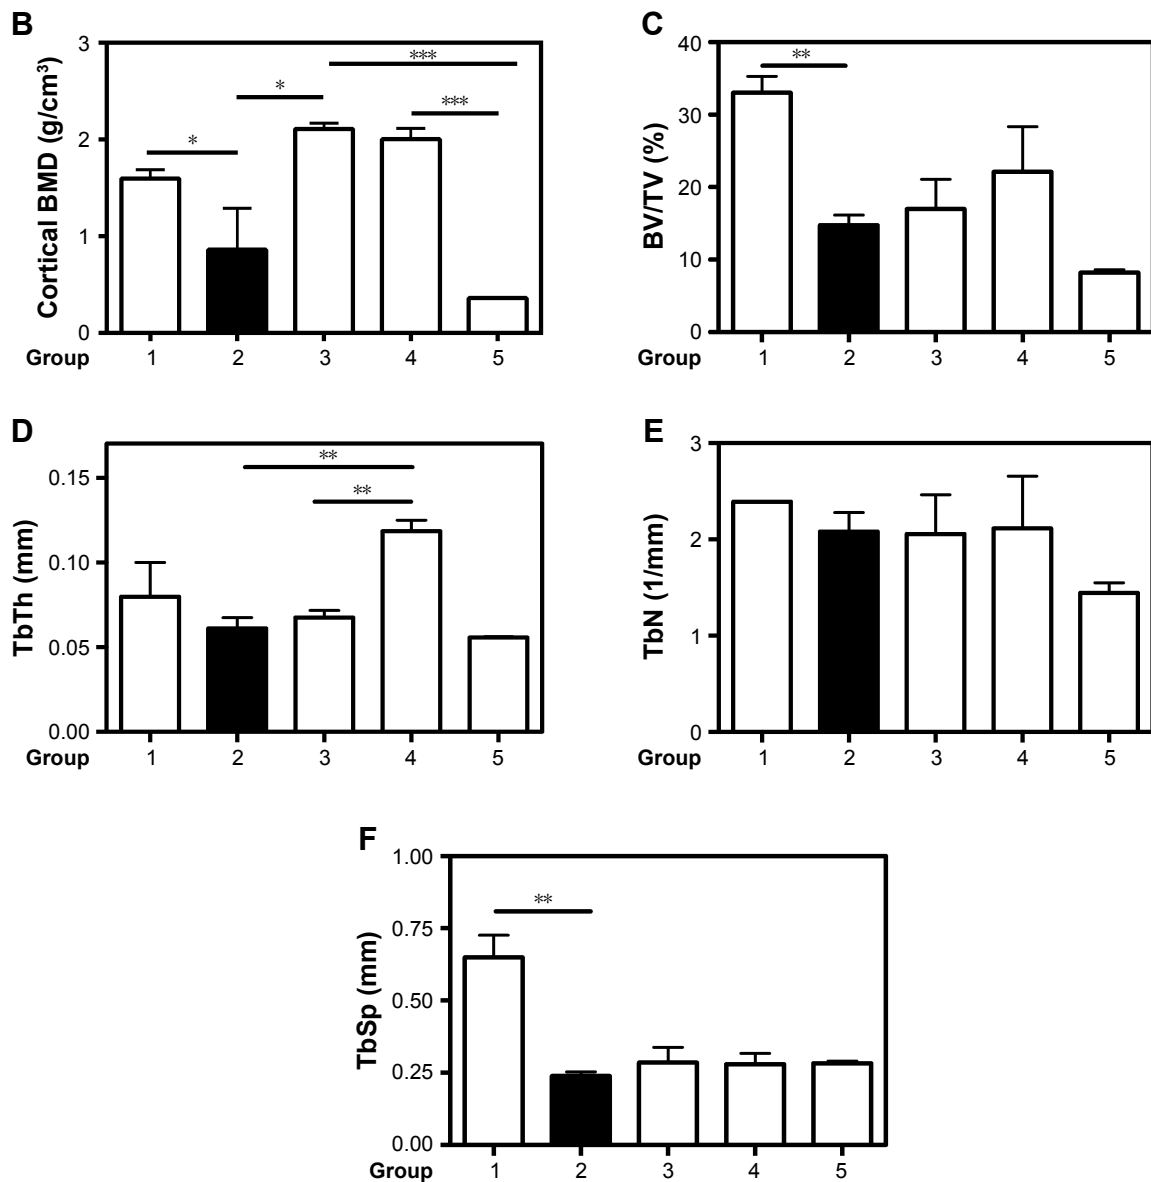 B
Cortical BMD (g/cm³)
3
2
1
0
*
*
***
***
Group 1 2 3 4 5
C
BV/TV (%)
40
30
20
10
0
**
Group 1 2 3 4 5
D
TbTh (mm)
0.15
0.10
0.05
0.00
**
**
Group 1 2 3 4 5
E
TbN (1/mm)
3
2
1
0
Group 1 2 3 4 5
F
TbSp (mm)
1.00
0.75
0.50
0.25
0.00
**
Group 1 2 3 4 5